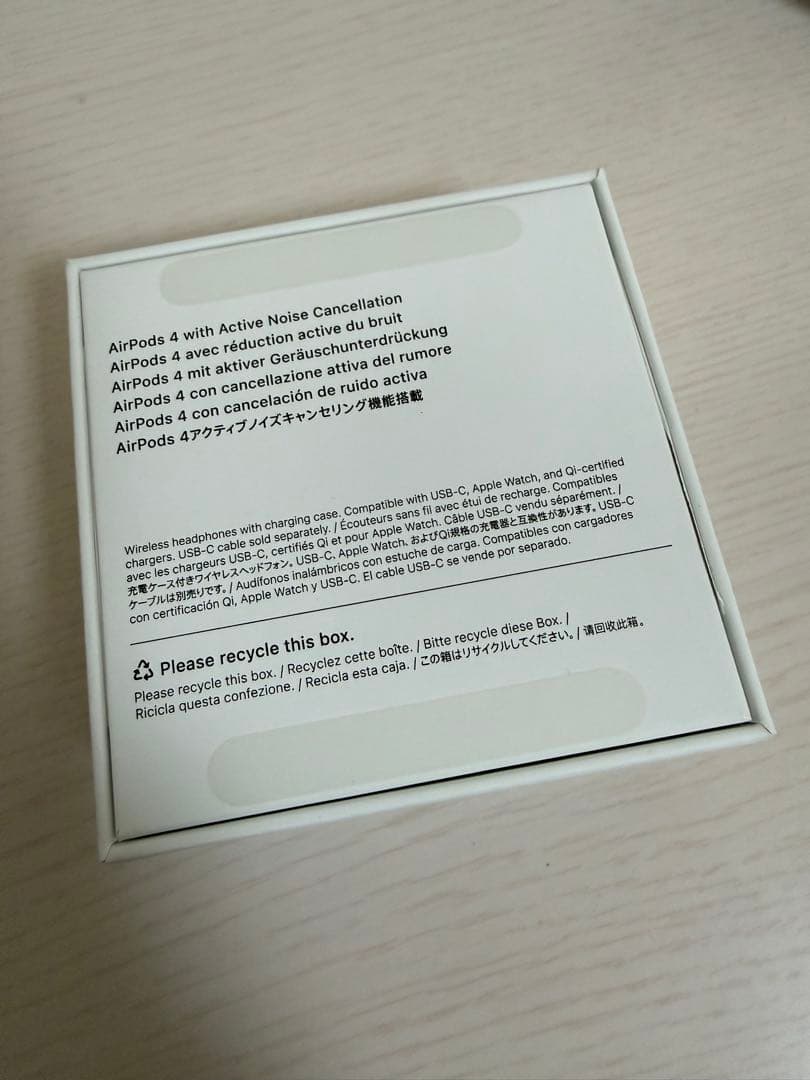 AirPods 4 with Active Noise Cancellation
AirPods 4 avec réduction active du bruit
AirPods 4 mit aktiver Geräuschunterdrückung
AirPods 4 con cancellazione attiva del rumore
AirPods 4 con cancelación de ruido activa
AirPods 4アクティブノイズキャンセリング機能搭載
Wireless headphones with charging case. Compatible with USB-C, Apple Watch, and Qi-certified
chargers. USB-C cable sold separately. / Écouteurs sans fil avec étui de recharge. Compatibles
avec les chargeurs USB-C, certifiés Qi et pour Apple Watch. Câble USB-C vendu séparément. /
充電ケース付きワイヤレスヘッドフォン。USB-C、Apple Watch、およびQi規格の充電器と互換性があります。USB-C
ケーブルは別売りです。/ Audífonos inalámbricos con estuche de carga. Compatibles con cargadores
con certificación Qi, Apple Watch y USB-C. El cable USB-C se vende por separado.
Please recycle this box.
Please recycle this box. / Recyclez cette boîte. / Bitte recycle diese Box. /
Ricicla questa confezione. / Recicla esta caja. / この箱はリサイクルしてください。/ 请回收此箱。